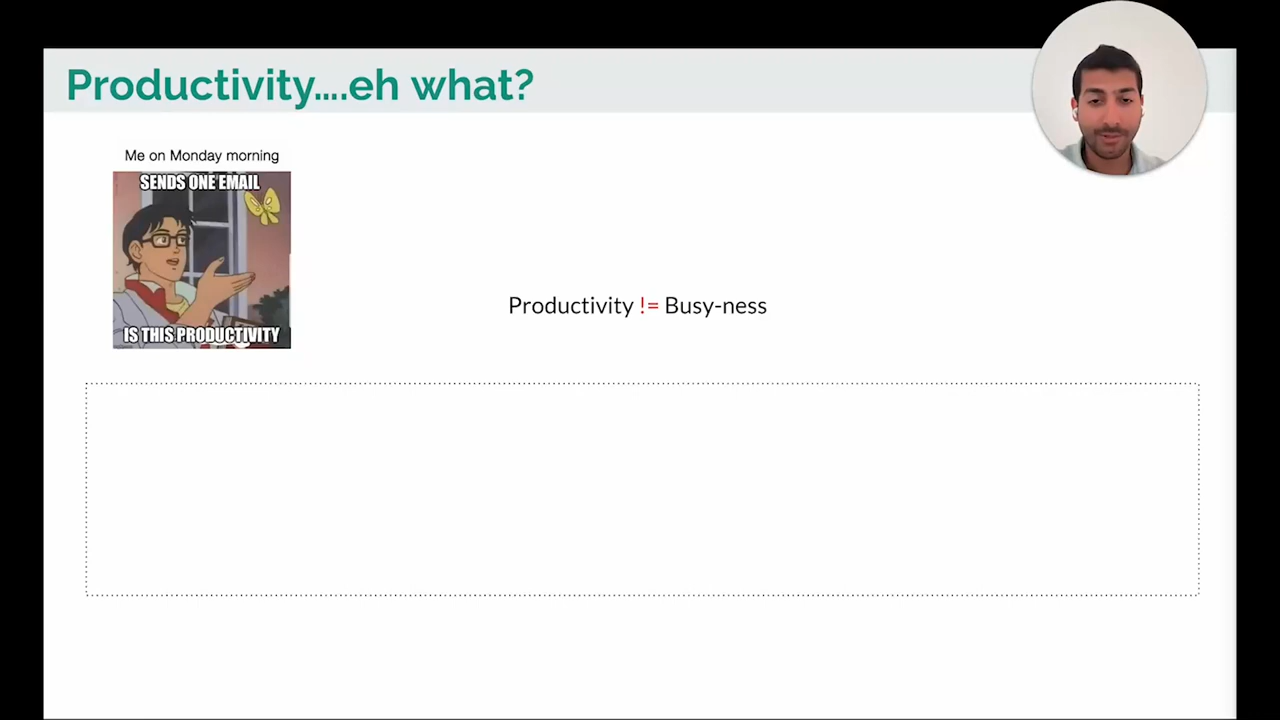 Productivity....eh what?
Me on Monday morning
SENDS ONE EMAIL
IS THIS PRODUCTIVITY
Productivity != Busy-ness